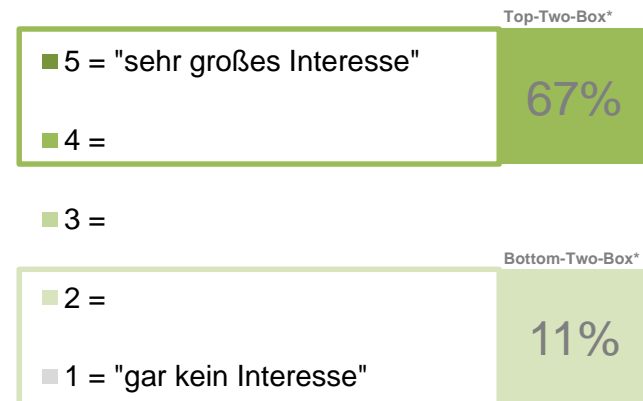 Top-Two-Box*
5 = "sehr großes Interesse"
67%
4 =
3 =
Bottom-Two-Box*
2 =
11%
1 = "gar kein Interesse"